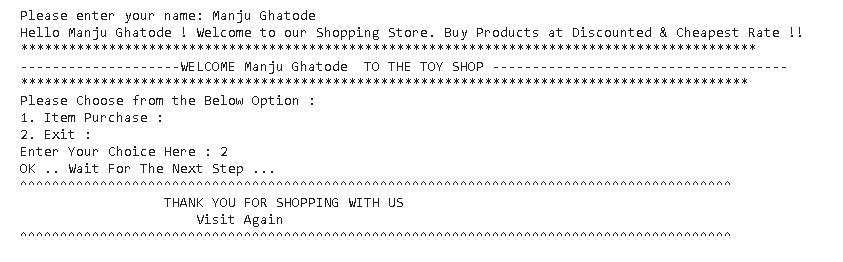 Please enter your name: Manju Ghatode
Hello Manju Ghatode ! Welcome to our Shopping Store. Buy Products at Discounted & Cheapest Rate !!
********************************************************************************************
--------------------WELCOME Manju Ghatode  TO THE TOY SHOP -------------------------------------
*******************************************************************************************
Please Choose from the Below Option :
1. Item Purchase :
2. Exit :
Enter Your Choice Here : 2
OK .. Wait For The Next Step ...
^^^^^^^^^^^^^^^^^^^^^^^^^^^^^^^^^^^^^^^^^^^^^^^^^^^^^^^^^^^^^^^^^^^^^^^^^^^^^^^^^^^^^^^^^
THANK YOU FOR SHOPPING WITH US
Visit Again
^^^^^^^^^^^^^^^^^^^^^^^^^^^^^^^^^^^^^^^^^^^^^^^^^^^^^^^^^^^^^^^^^^^^^^^^^^^^^^^^^^^^^^^^^